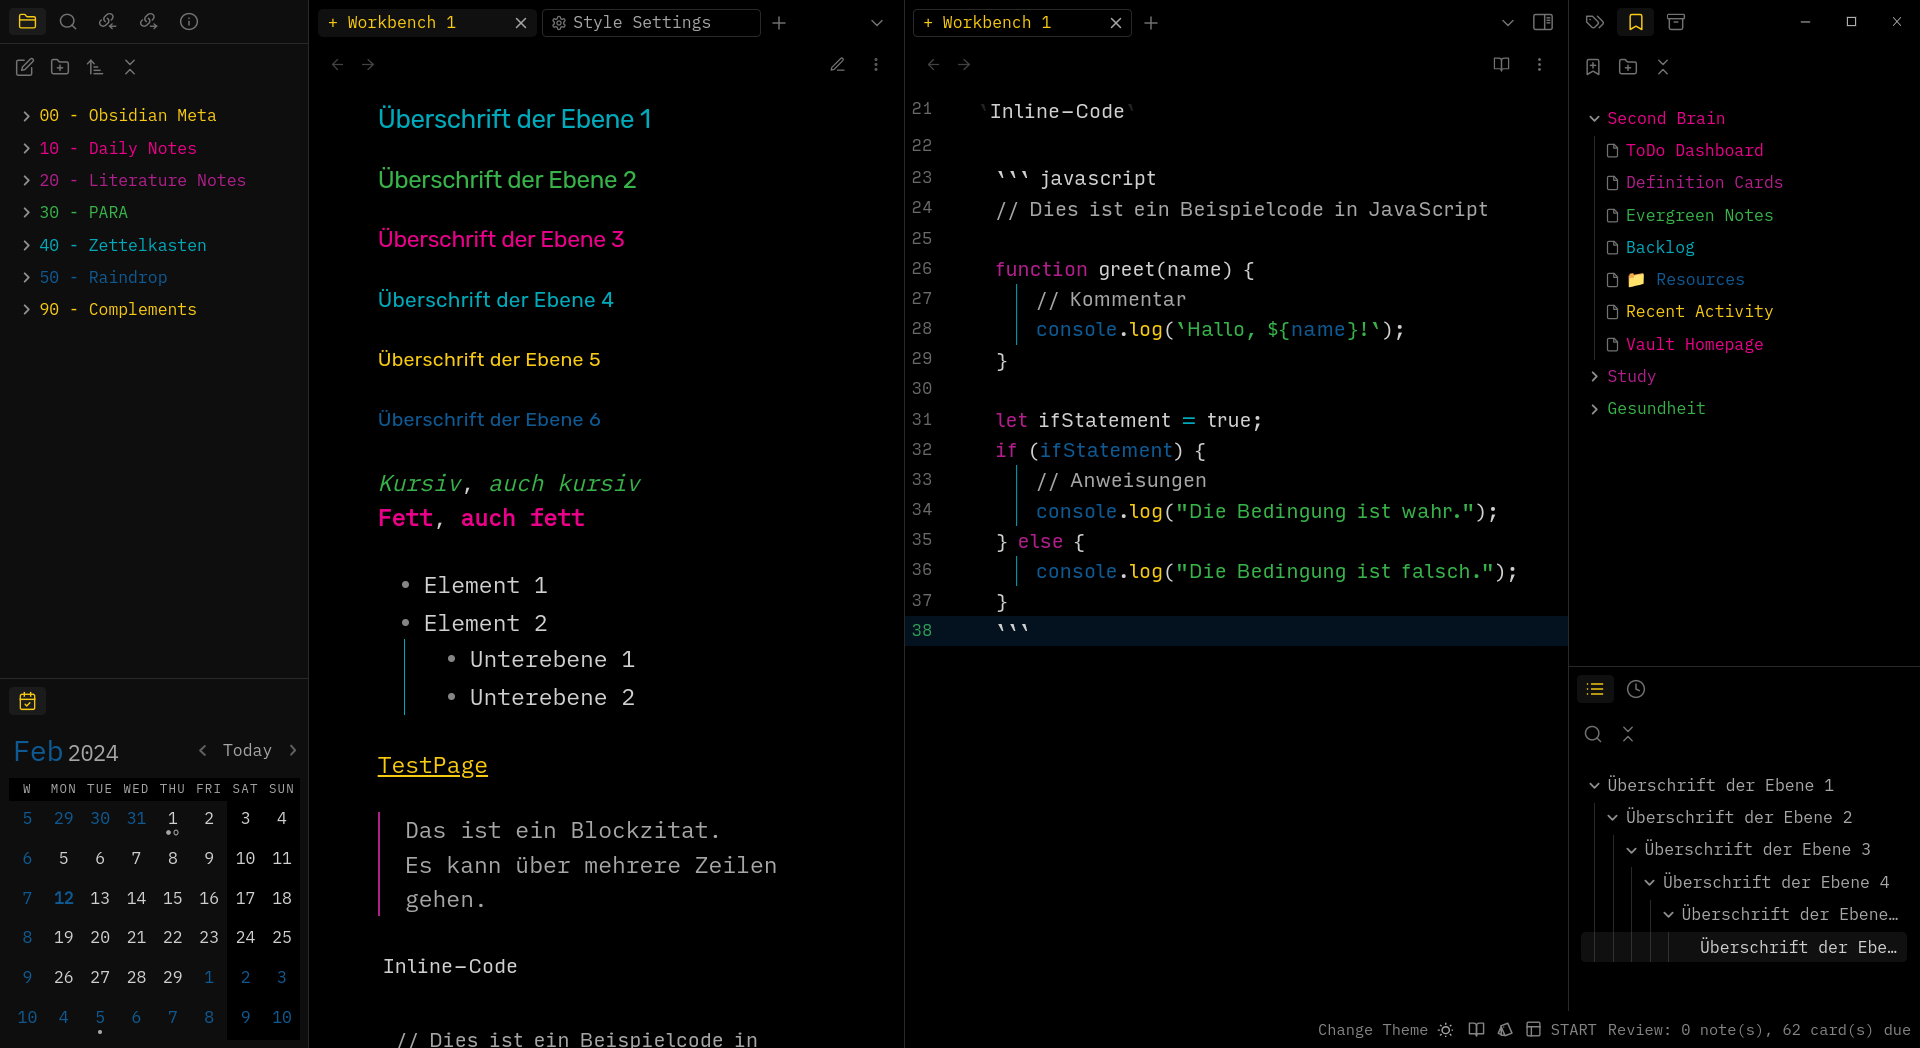 + Workbench 1
Style Settings
+ Workbench 1
00 - Obsidian Meta
10 - Daily Notes
20 - Literature Notes
30 - PARA
40 - Zettelkasten
50 - Raindrop
90 - Complements
Feb 2024
Today
W MON TUE WED THU FRI SAT SUN
5 29 30 31 1 2 3 4
6 5 6 7 8 9 10 11
7 12 13 14 15 16 17 18
8 19 20 21 22 23 24 25
9 26 27 28 29 1 2 3
10 4 5 6 7 8 9 10
Überschrift der Ebene 1
Überschrift der Ebene 2
Überschrift der Ebene 3
Überschrift der Ebene 4
Überschrift der Ebene 5
Überschrift der Ebene 6
Kursiv, auch kursiv
Fett, auch fett
• Element 1
• Element 2
• Unterebene 1
• Unterebene 2
TestPage
Das ist ein Blockzitat.
Es kann über mehrere Zeilen
gehen.
Inline-Code
// Dies ist ein Beispielcode in
21 `Inline-Code`
22
23 ``` javascript
24 // Dies ist ein Beispielcode in JavaScript
25
26 function greet(name) {
27 // Kommentar
28 console.log(`Hallo, ${name}!`);
29 }
30
31 let ifStatement = true;
32 if (ifStatement) {
33 // Anweisungen
34 console.log("Die Bedingung ist wahr.");
35 } else {
36 console.log("Die Bedingung ist falsch.");
37 }
38 ```
Second Brain
ToDo Dashboard
Definition Cards
Evergreen Notes
Backlog
📁 Resources
Recent Activity
Vault Homepage
Study
Gesundheit
Überschrift der Ebene 1
Überschrift der Ebene 2
Überschrift der Ebene 3
Überschrift der Ebene 4
Überschrift der Ebene…
Überschrift der Ebe…
Change Theme START Review: 0 note(s), 62 card(s) due